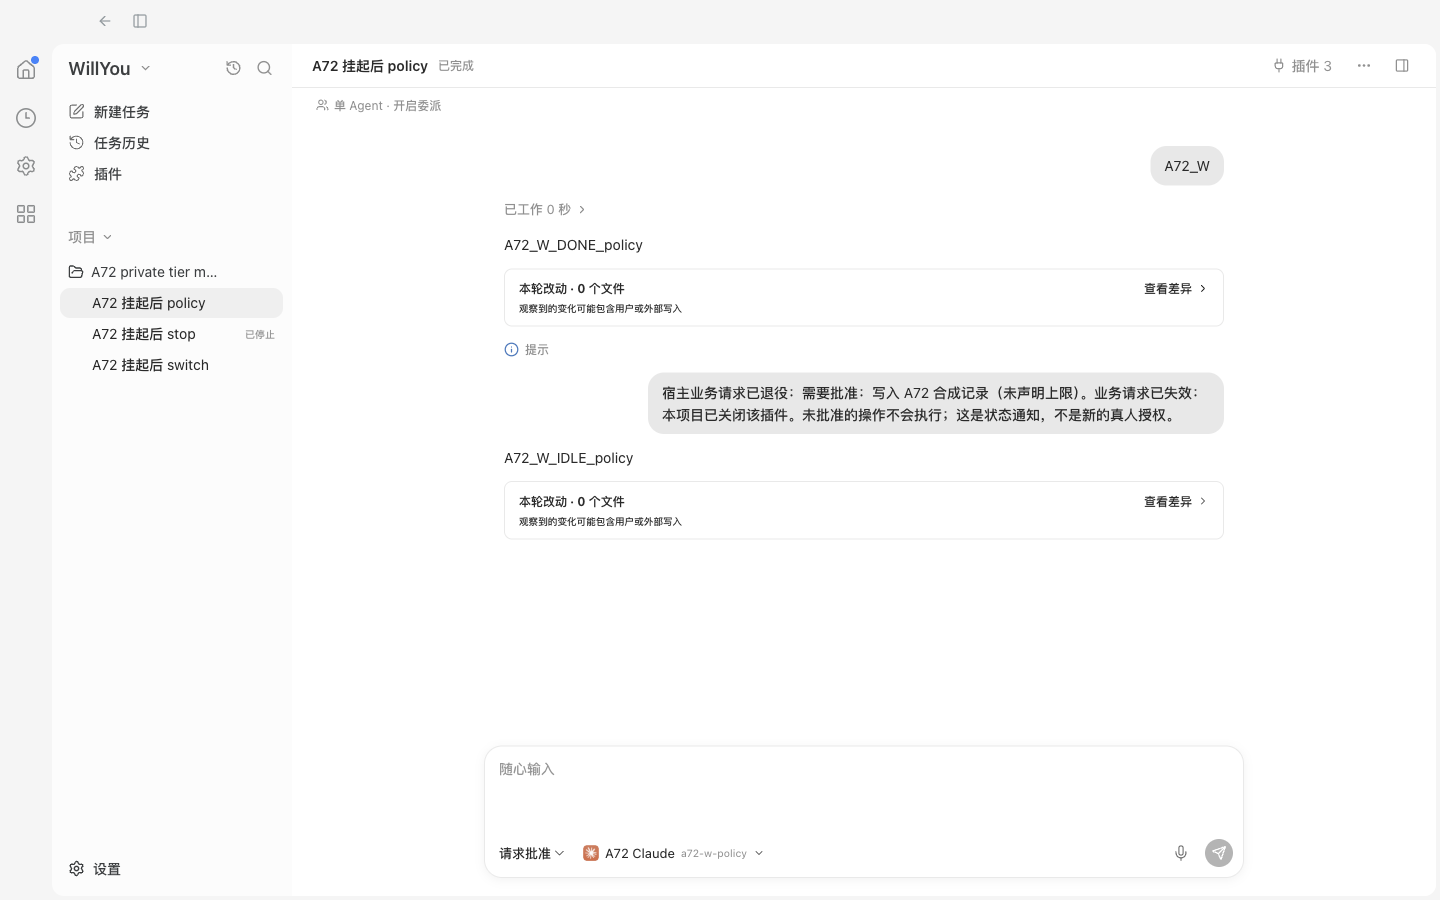 WillYou
新建任务
任务历史
插件
项目
A72 private tier m...
A72 挂起后 policy
A72 挂起后 stop 已停止
A72 挂起后 switch
设置
A72 挂起后 policy 已完成
插件 3
单 Agent · 开启委派
A72_W
已工作 0 秒
A72_W_DONE_policy
本轮改动 · 0 个文件 查看差异
观察到的变化可能包含用户或外部写入
提示
宿主业务请求已退役：需要批准：写入 A72 合成记录（未声明上限）。业务请求已失效：
本项目已关闭该插件。未批准的操作不会执行；这是状态通知，不是新的真人授权。
A72_W_IDLE_policy
本轮改动 · 0 个文件 查看差异
观察到的变化可能包含用户或外部写入
随心输入
请求批准 A72 Claude a72-w-policy